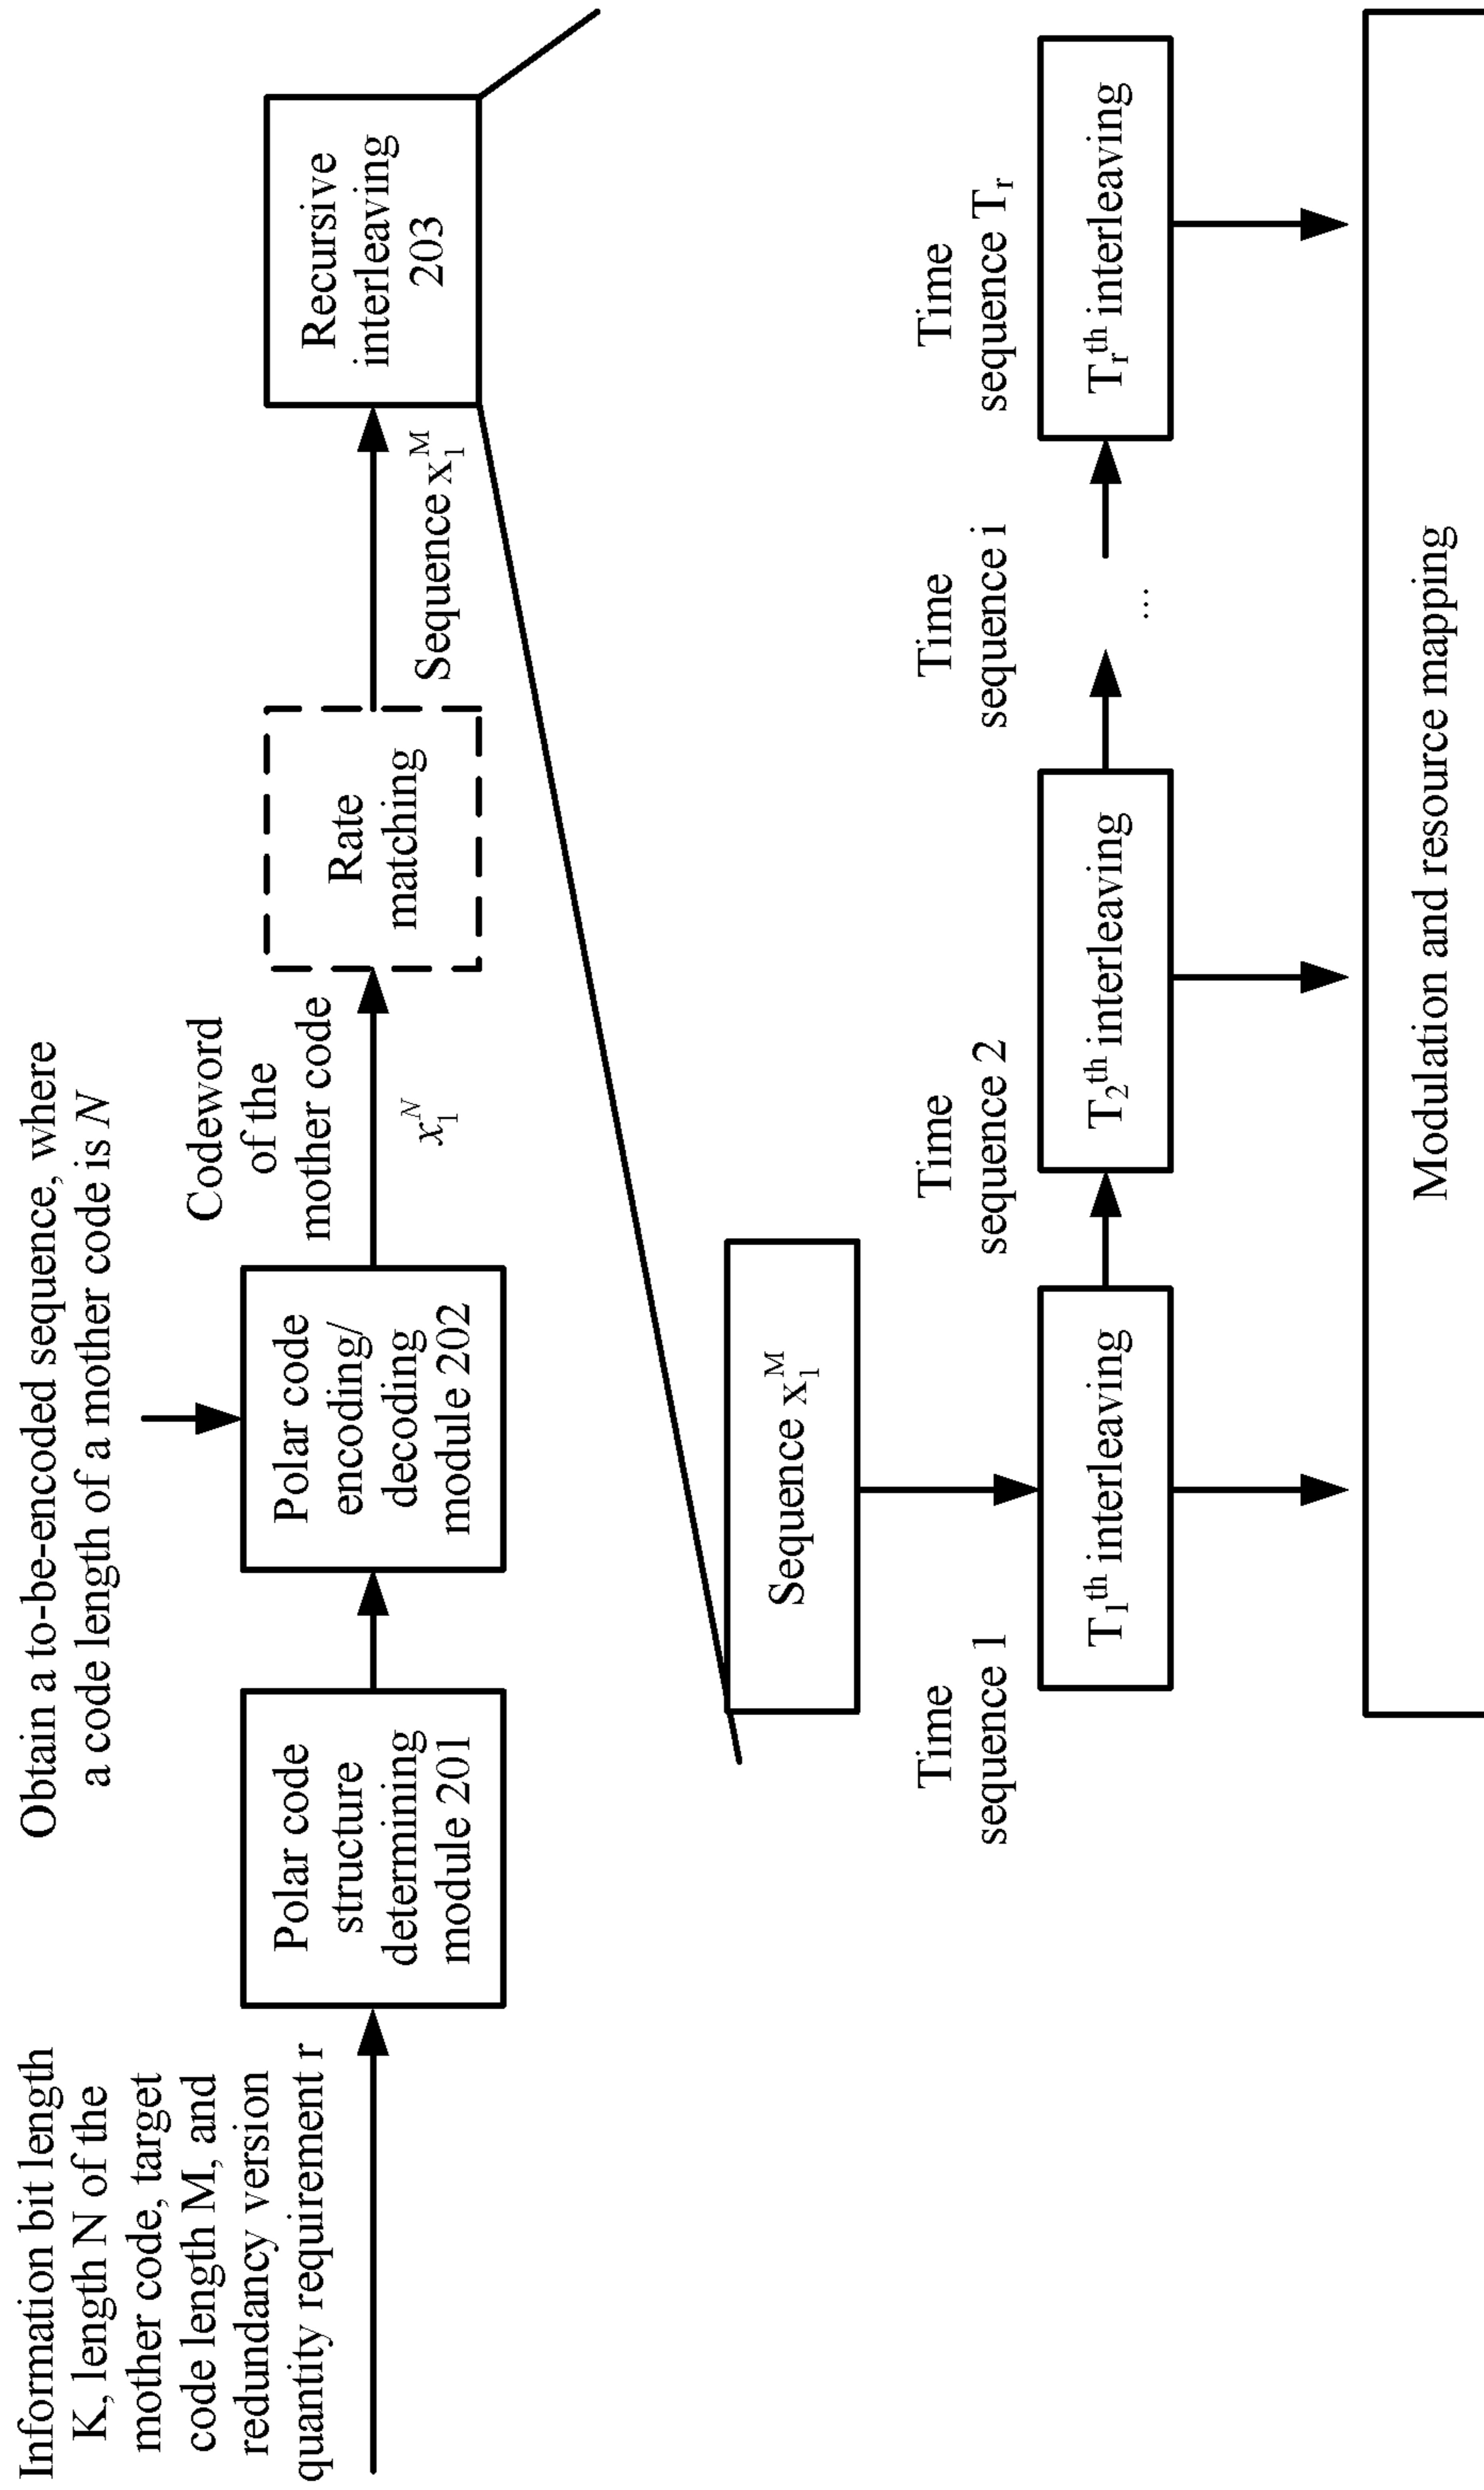 Obtain a to-be-encoded sequence, where
a code length of a mother code is N
Information bit length
K, length N of the
mother code, target
code length M, and
redundancy version
quantity requirement r
Polar code
structure
determining
module 201
Polar code
encoding/
decoding
module 202
Codeword
of the
mother code
x₁ᴺ
Rate
matching
Sequence x₁ᴹ
Recursive
interleaving
203
Sequence x₁ᴹ
Time
sequence 1
Time
sequence 2
Time
sequence i
Time
sequence Tᵣ
T₁ᵗʰ interleaving
T₂ᵗʰ interleaving
...
Tᵣᵗʰ interleaving
Modulation and resource mapping